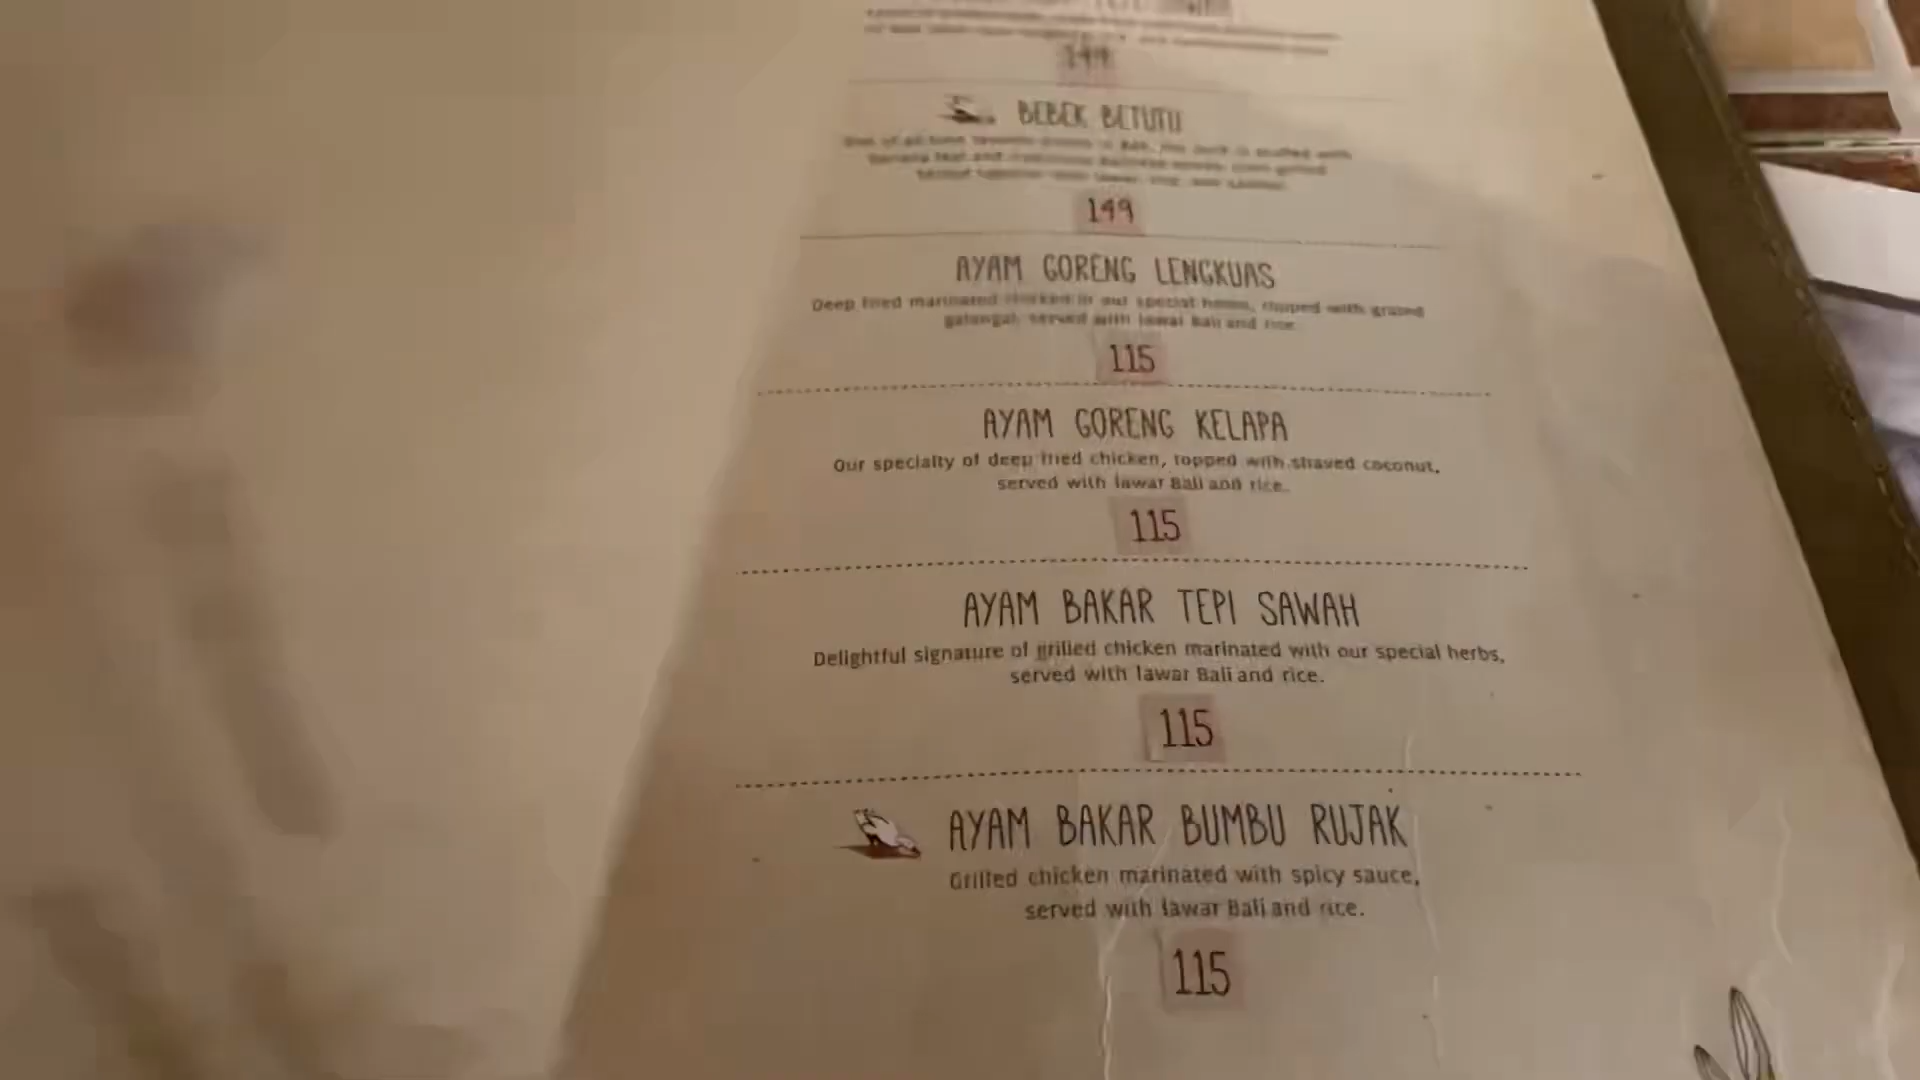 149
BEBEK BETUTU
149
AYAM GORENG LENGKUAS
Deep fried marinated chicken in our special herbs, topped with grated
galangal, served with lawar Bali and rice.
115
AYAM GORENG KELAPA
Our specialty of deep fried chicken, topped with shaved coconut,
served with lawar Bali and rice.
115
AYAM BAKAR TEPI SAWAH
Delightful signature of grilled chicken marinated with our special herbs,
served with lawar Bali and rice.
115
AYAM BAKAR BUMBU RUJAK
Grilled chicken marinated with spicy sauce,
served with lawar Bali and rice.
115